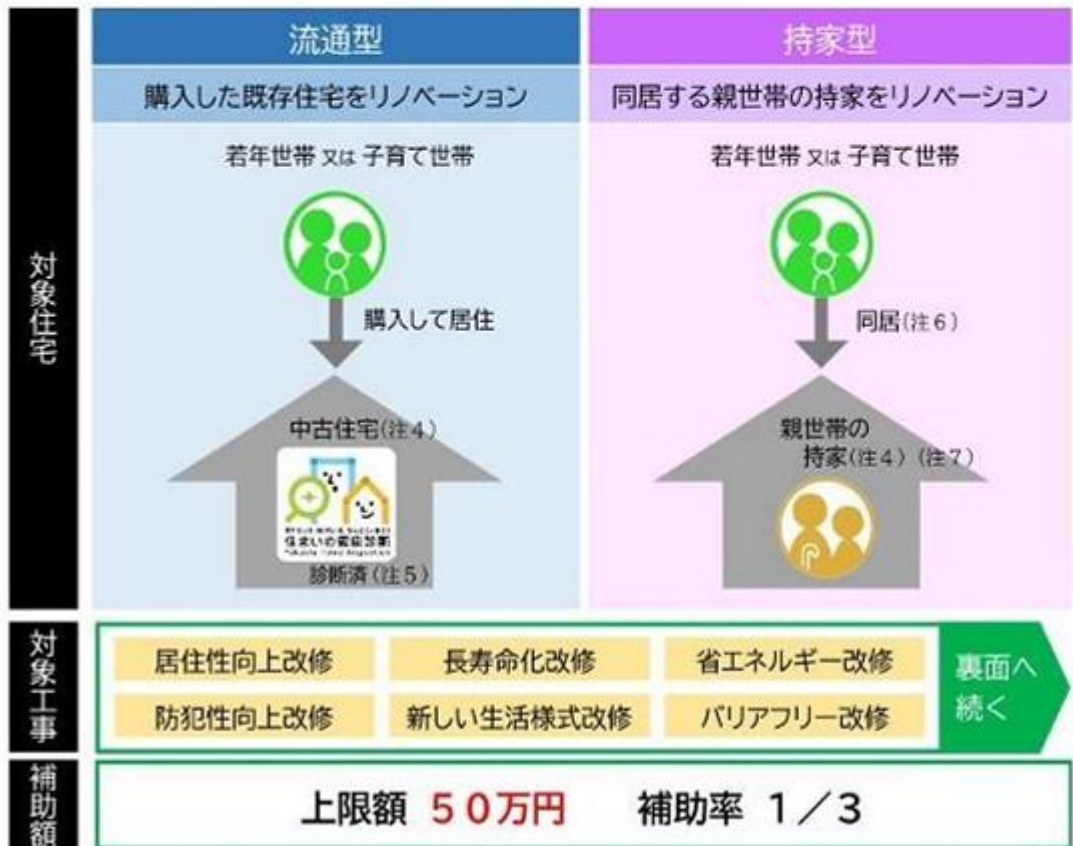 対象住宅
流通型
購入した既存住宅をリノベーション
若年世帯 又は 子育て世帯
購入して居住
中古住宅(注4)
住まいの健康診断
診断済(注5)
持家型
同居する親世帯の持家をリノベーション
若年世帯 又は 子育て世帯
同居(注6)
親世帯の
持家(注4)(注7)
対象工事
居住性向上改修
長寿命化改修
省エネルギー改修
防犯性向上改修
新しい生活様式改修
バリアフリー改修
裏面へ
続く
補助額
上限額 50万円 補助率 1/3